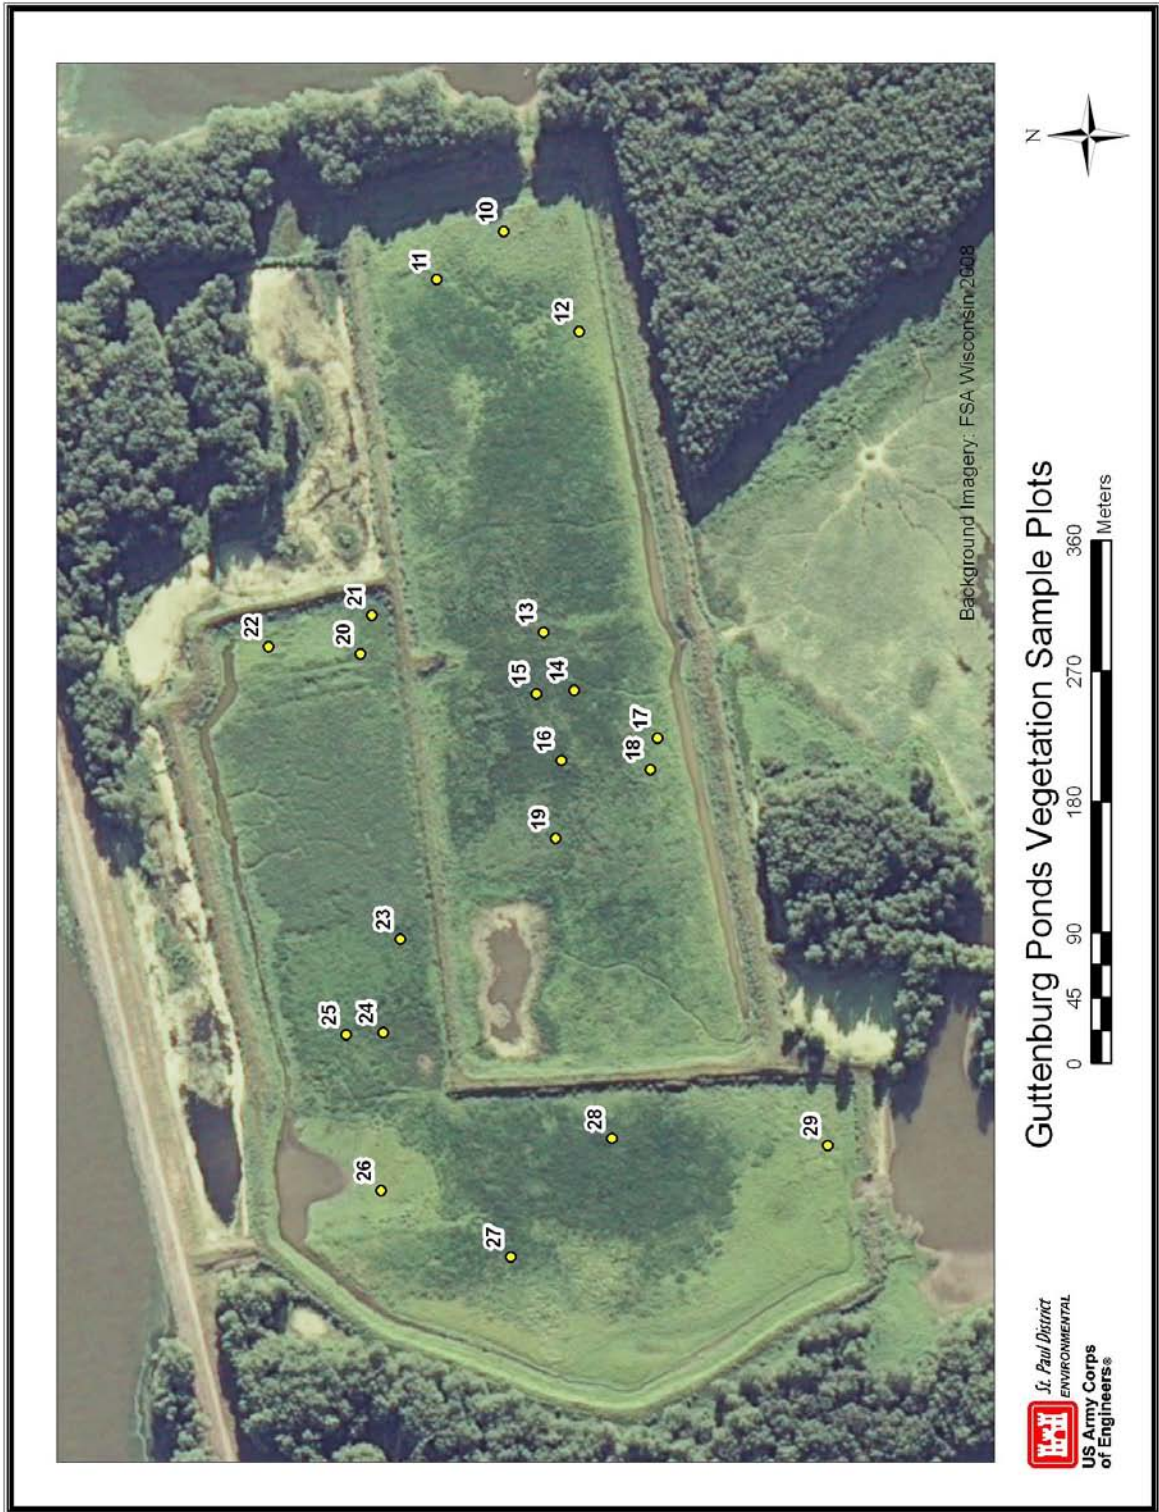 22
25
20
21
26
24
23
11
10
27
15
19
16
13
14
12
28
18
17
29
Background Imagery: FSA Wisconsin 2008
N
Guttenburg Ponds Vegetation Sample Plots
0 45 90 180 270 360
Meters
St. Paul District
ENVIRONMENTAL
US Army Corps
of Engineers®